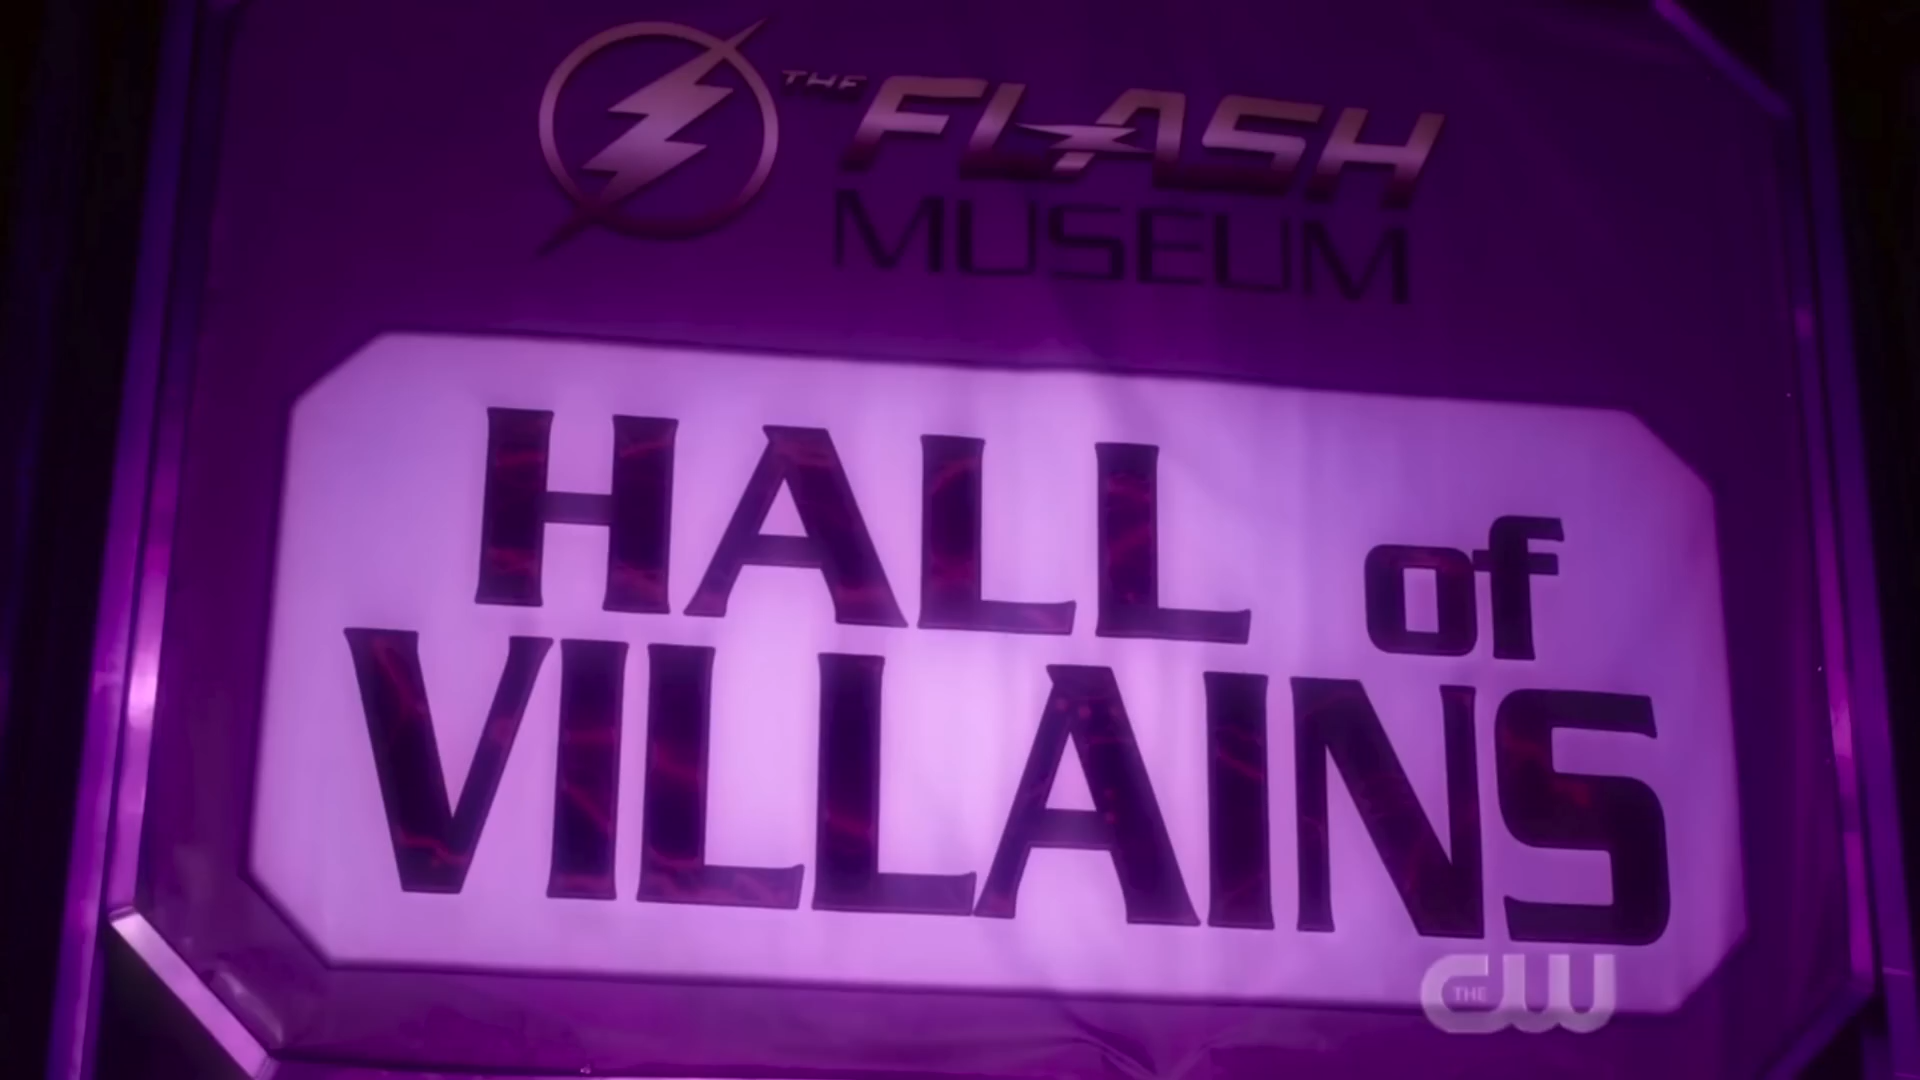 THE FLASH
MUSEUM
HALL of
VILLAINS
THE CW